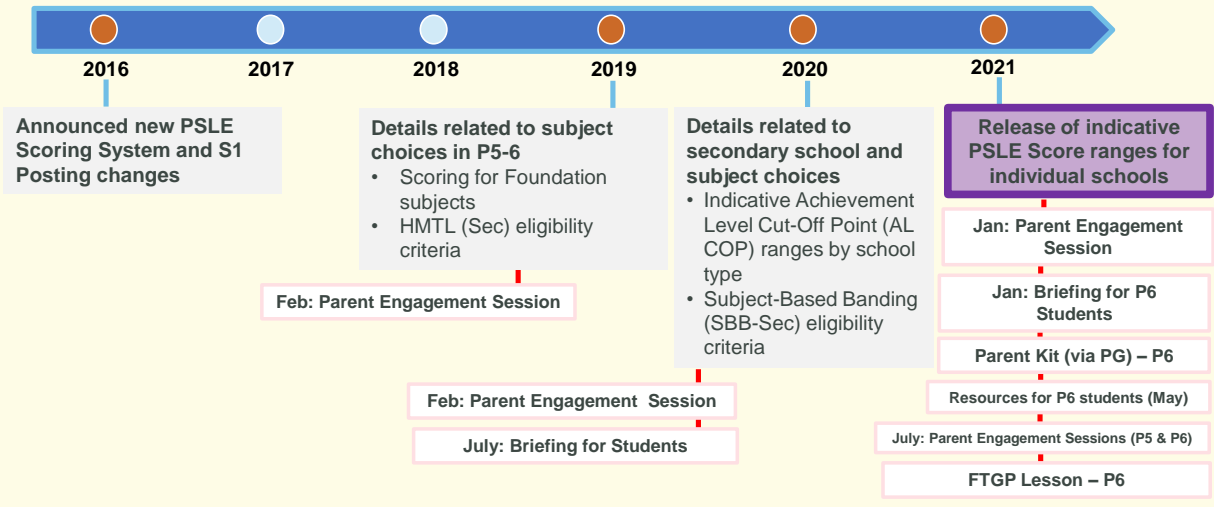 2016
2017
2018
2019
2020
2021
Announced new PSLE
Scoring System and S1
Posting changes
Details related to subject
choices in P5-6
• Scoring for Foundation
subjects
• HMTL (Sec) eligibility
criteria
Feb: Parent Engagement Session
Details related to
secondary school and
subject choices
• Indicative Achievement
Level Cut-Off Point (AL
COP) ranges by school
type
• Subject-Based Banding
(SBB-Sec) eligibility
criteria
Feb: Parent Engagement Session
July: Briefing for Students
Release of indicative
PSLE Score ranges for
individual schools
Jan: Parent Engagement
Session
Jan: Briefing for P6
Students
Parent Kit (via PG) – P6
Resources for P6 students (May)
July: Parent Engagement Sessions (P5 & P6)
FTGP Lesson – P6